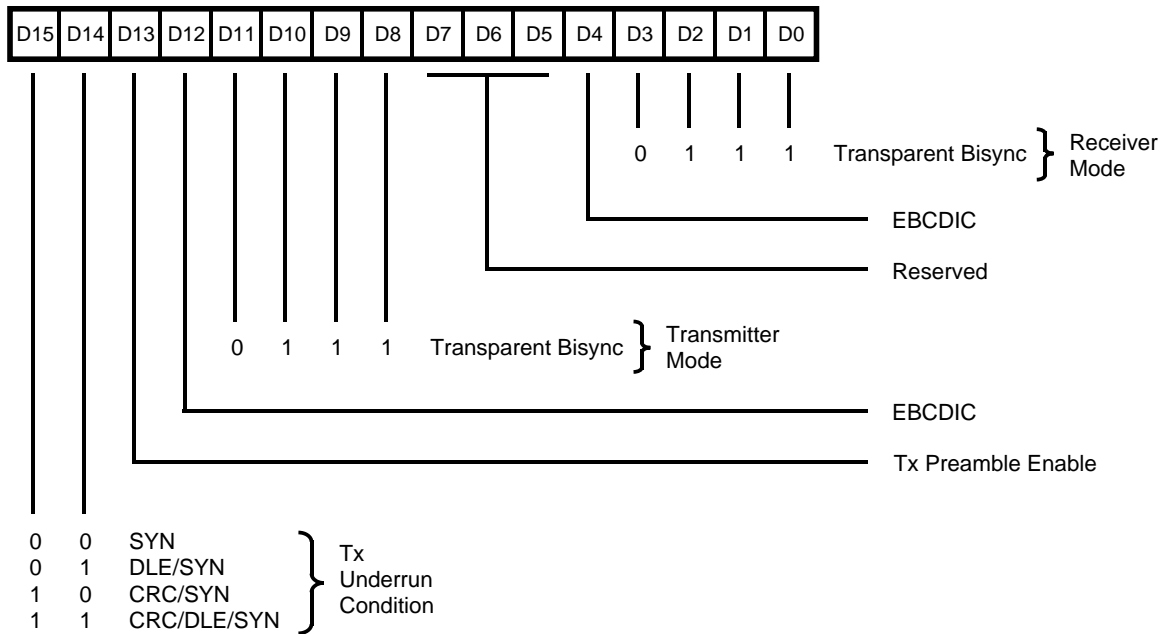 D15 D14 D13 D12 D11 D10 D9 D8 D7 D6 D5 D4 D3 D2 D1 D0
0 1 1 1 Transparent Bisync } Receiver
Mode
EBCDIC
Reserved
0 1 1 1 Transparent Bisync } Transmitter
Mode
EBCDIC
Tx Preamble Enable
0 0 SYN
0 1 DLE/SYN
1 0 CRC/SYN
1 1 CRC/DLE/SYN
Tx
Underrun
Condition